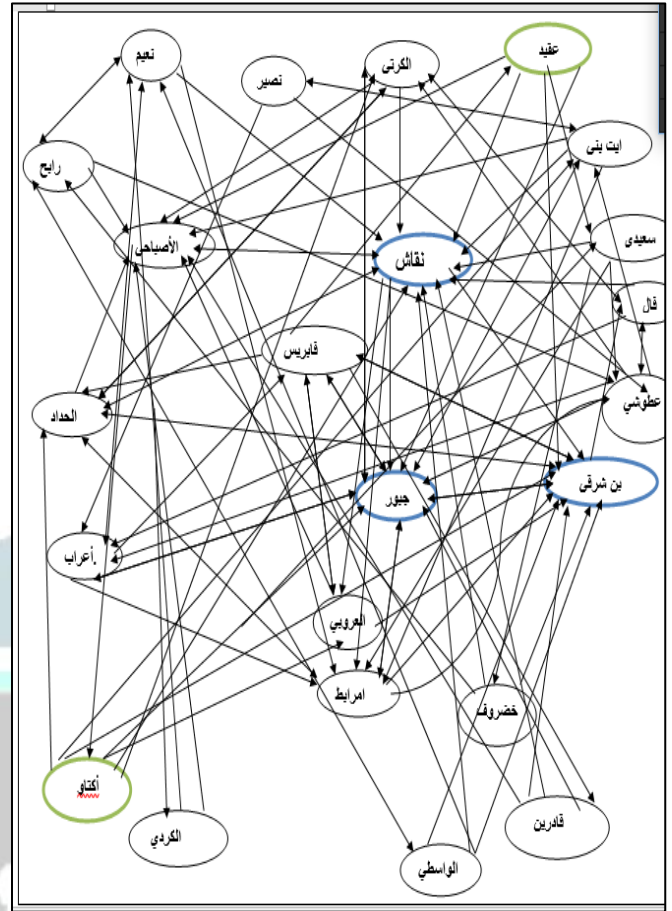 عقيد
الكرتي
نصير
نعيم
ايت بني
رابح
سعيدي
الأصباحي
نقاش
قال
قابريس
عطوشي
الحداد
بن شرقي
جبور
أعراب.
العروبي
امرابط
خضروف
أكتاو
قادرين
الكردي
الواسطي